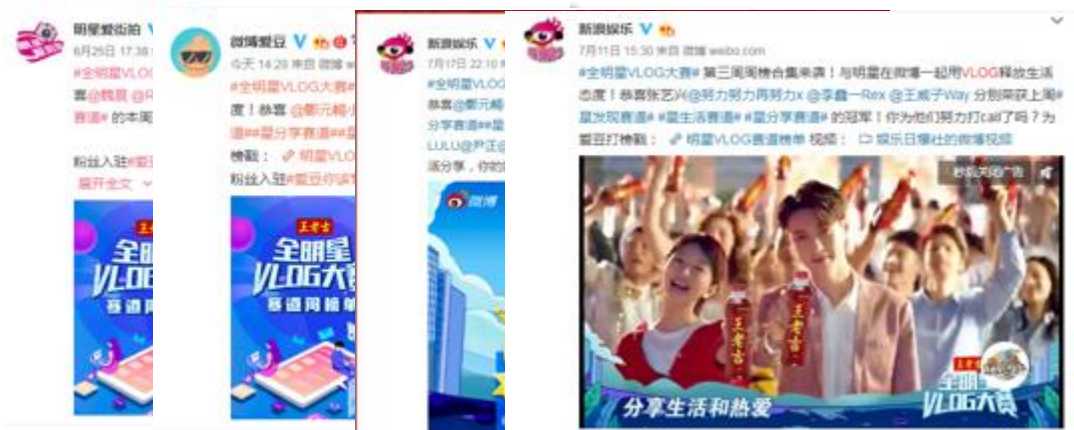 明星爱街拍
6月25日 17:38
#全明星VLOG
喜@魏晨 @R
赛道# 的本周
粉丝入驻#爱豆
展开全文
王老吉
全明
VLOG
赛道周
微博爱豆
今天 14:29 来自 微博 w
#全明星VLOG大赛#
度！恭喜 @鄭元暢
道##星分享赛道##星
榜戳： 明星VLO
粉丝入驻#爱豆你误
王老吉
全明星
VLOG大
赛道周榜单
新浪娱乐
7月17日 22:10
#全明星VLO
恭喜@鄭元暢
分享赛道##星
LULU@尹正@
活分享，你的
微博
新浪娱乐
7月11日 15:30 来自 微博 weibo.com
#全明星VLOG大赛# 第三周周榜合集来袭！与明星在微博一起用VLOG释放生活
态度！恭喜张艺兴@努力努力再努力x @李鑫一Rex @王威子Way 分别荣获上周#
星发现赛道# #星生活赛道# #星分享赛道# 的冠军！你为他们努力打call了吗？为
爱豆打榜戳： 明星VLOG赛道榜单 视频： 娱乐日爆社的微博视频
秒后关闭广告
王老吉
王老吉
王老吉
全明星
VLOG大赛
分享生活和热爱